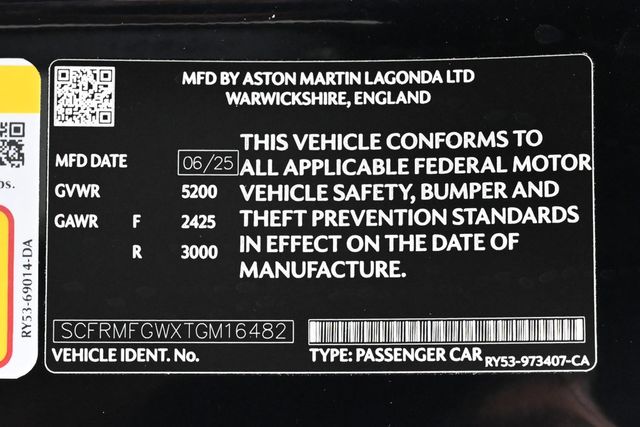 MFD BY ASTON MARTIN LAGONDA LTD
WARWICKSHIRE, ENGLAND
MFD DATE 06/25
GVWR 5200
GAWR F 2425
R 3000
THIS VEHICLE CONFORMS TO
ALL APPLICABLE FEDERAL MOTOR
VEHICLE SAFETY, BUMPER AND
THEFT PREVENTION STANDARDS
IN EFFECT ON THE DATE OF
MANUFACTURE.
SCFRMFGWXTGM16482
VEHICLE IDENT. No.
TYPE: PASSENGER CAR
RY53-973407-CA
RY53-69014-DA